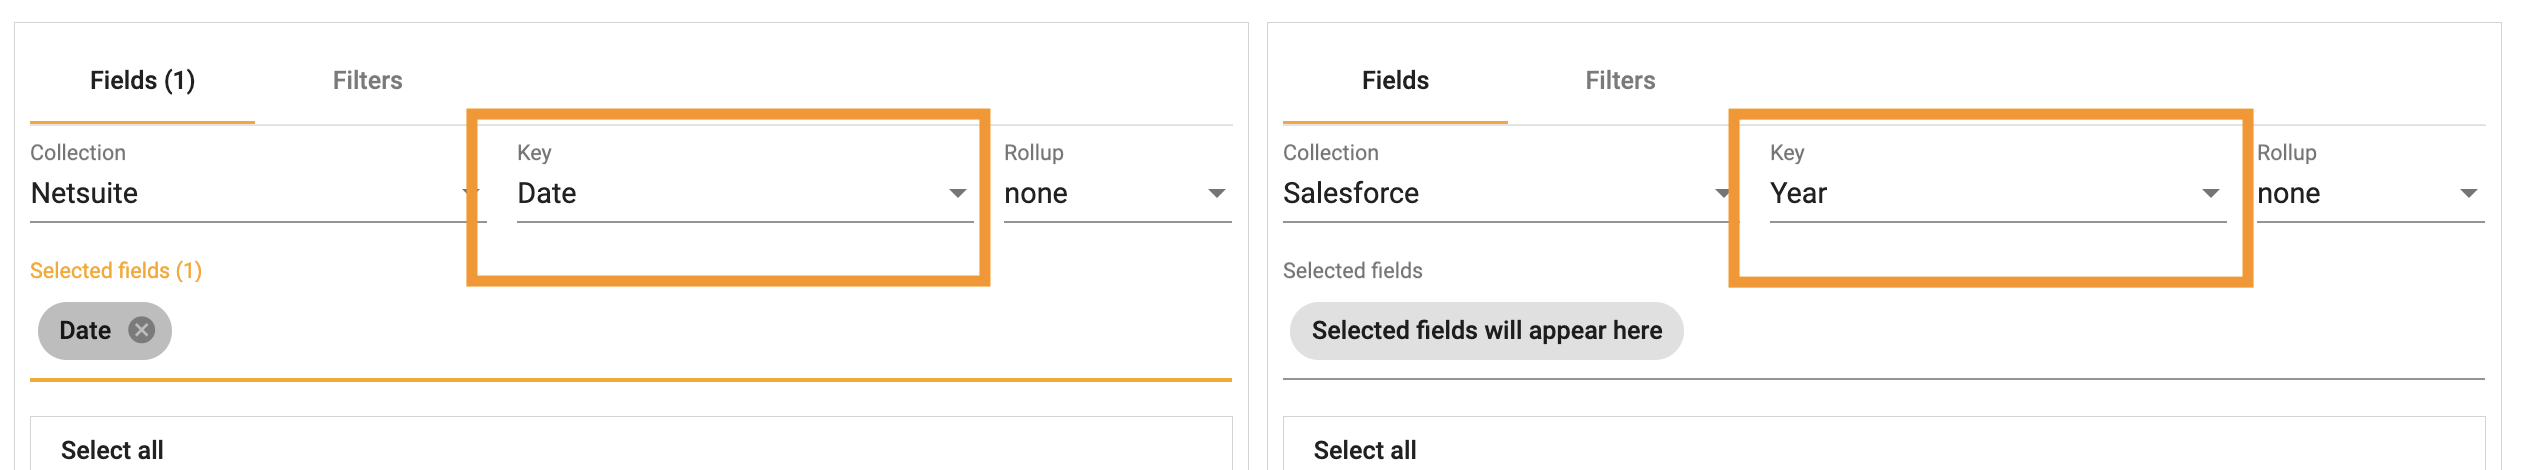 Fields (1)
Filters
Collection
Key
Rollup
Netsuite
Date
none
Selected fields (1)
Date
Select all
Fields
Filters
Collection
Key
Rollup
Salesforce
Year
none
Selected fields
Selected fields will appear here
Select all